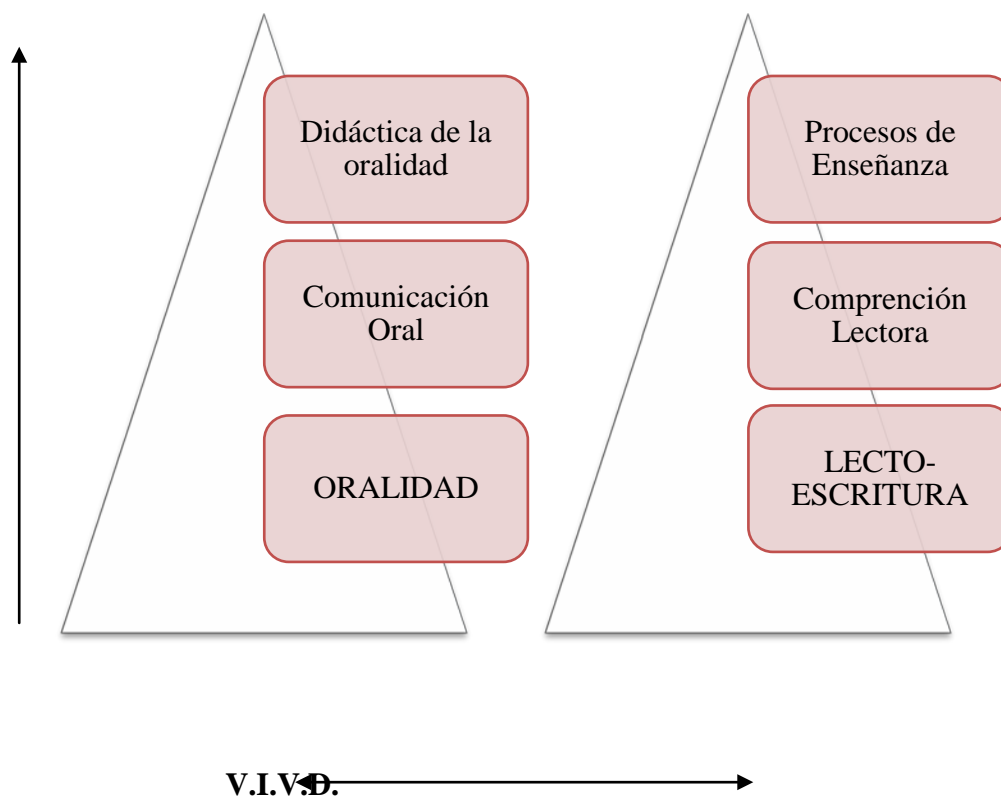 Didáctica de la
oralidad
Comunicación
Oral
ORALIDAD
Procesos de
Enseñanza
Comprención
Lectora
LECTO-
ESCRITURA
V.I.V.D.